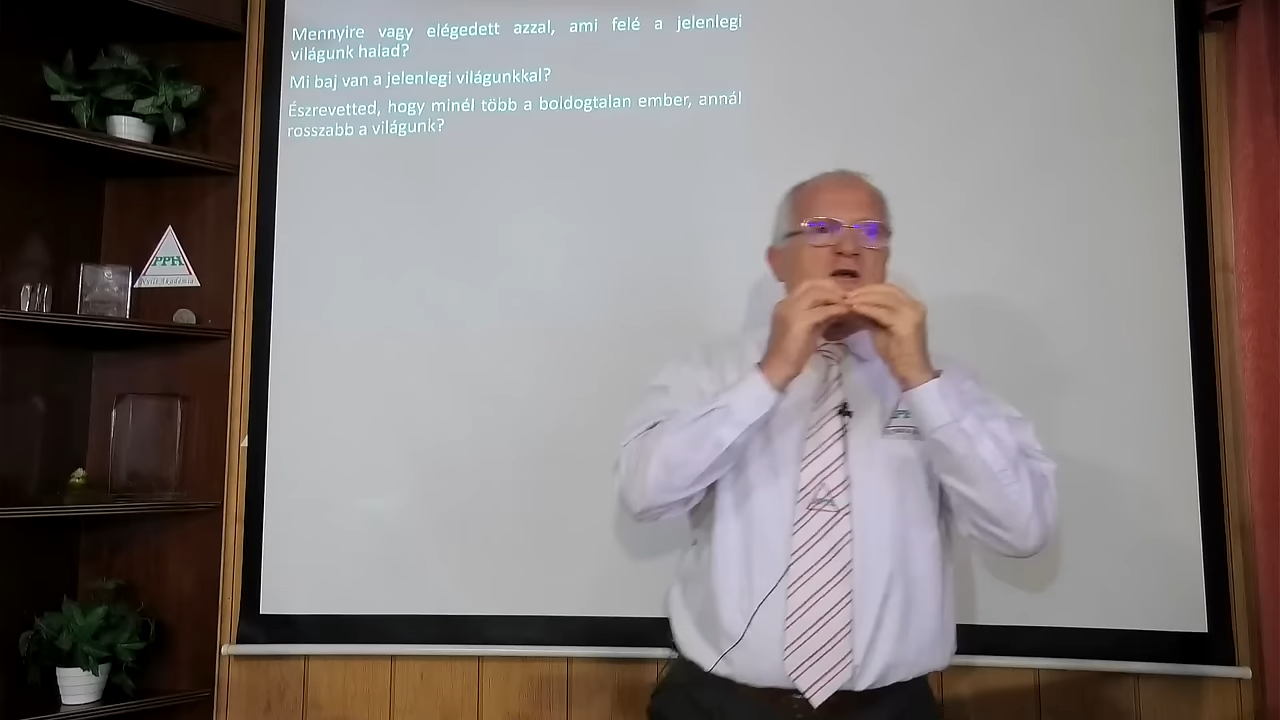 Mennyire vagy elégedett azzal, ami felé a jelenlegi
világunk halad?
Mi baj van a jelenlegi világunkkal?
Észrevetted, hogy minél több a boldogtalan ember, annál
rosszabb a világunk?
PPH